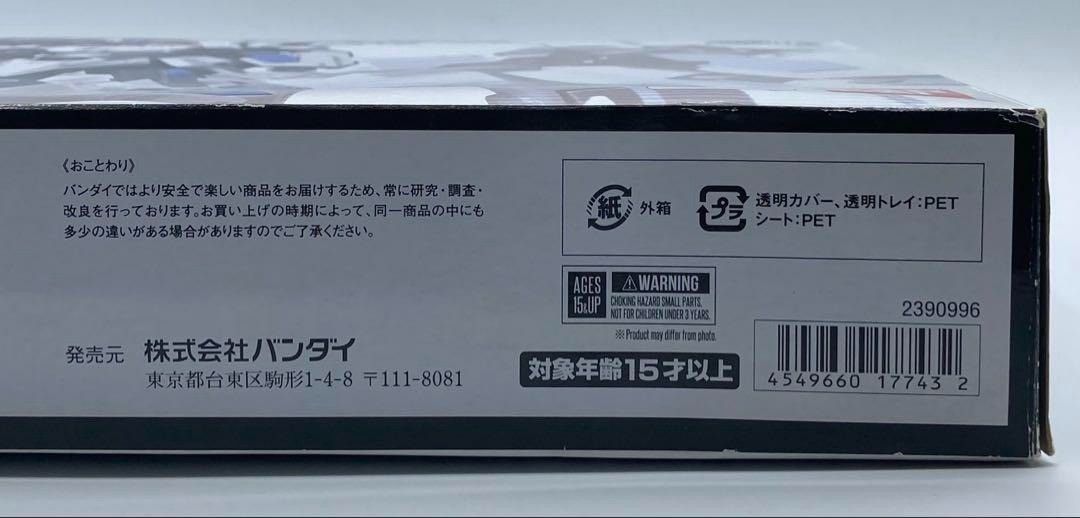 《おことわり》
バンダイではより安全で楽しい商品をお届けするため、常に研究・調査・
改良を行っております。お買い上げの時期によって、同一商品の中にも
多少の違いがある場合がありますのでご了承ください。
紙 外箱
プラ 透明カバー、透明トレイ:PET
シート:PET
AGES
15&UP
⚠WARNING
CHOKING HAZARD SMALL PARTS.
NOT FOR CHILDREN UNDER 3 YEARS.
※Product may differ from photo.
対象年齢15才以上
2390996
4549660 17743 2
発売元 株式会社バンダイ
東京都台東区駒形1-4-8 〒111-8081